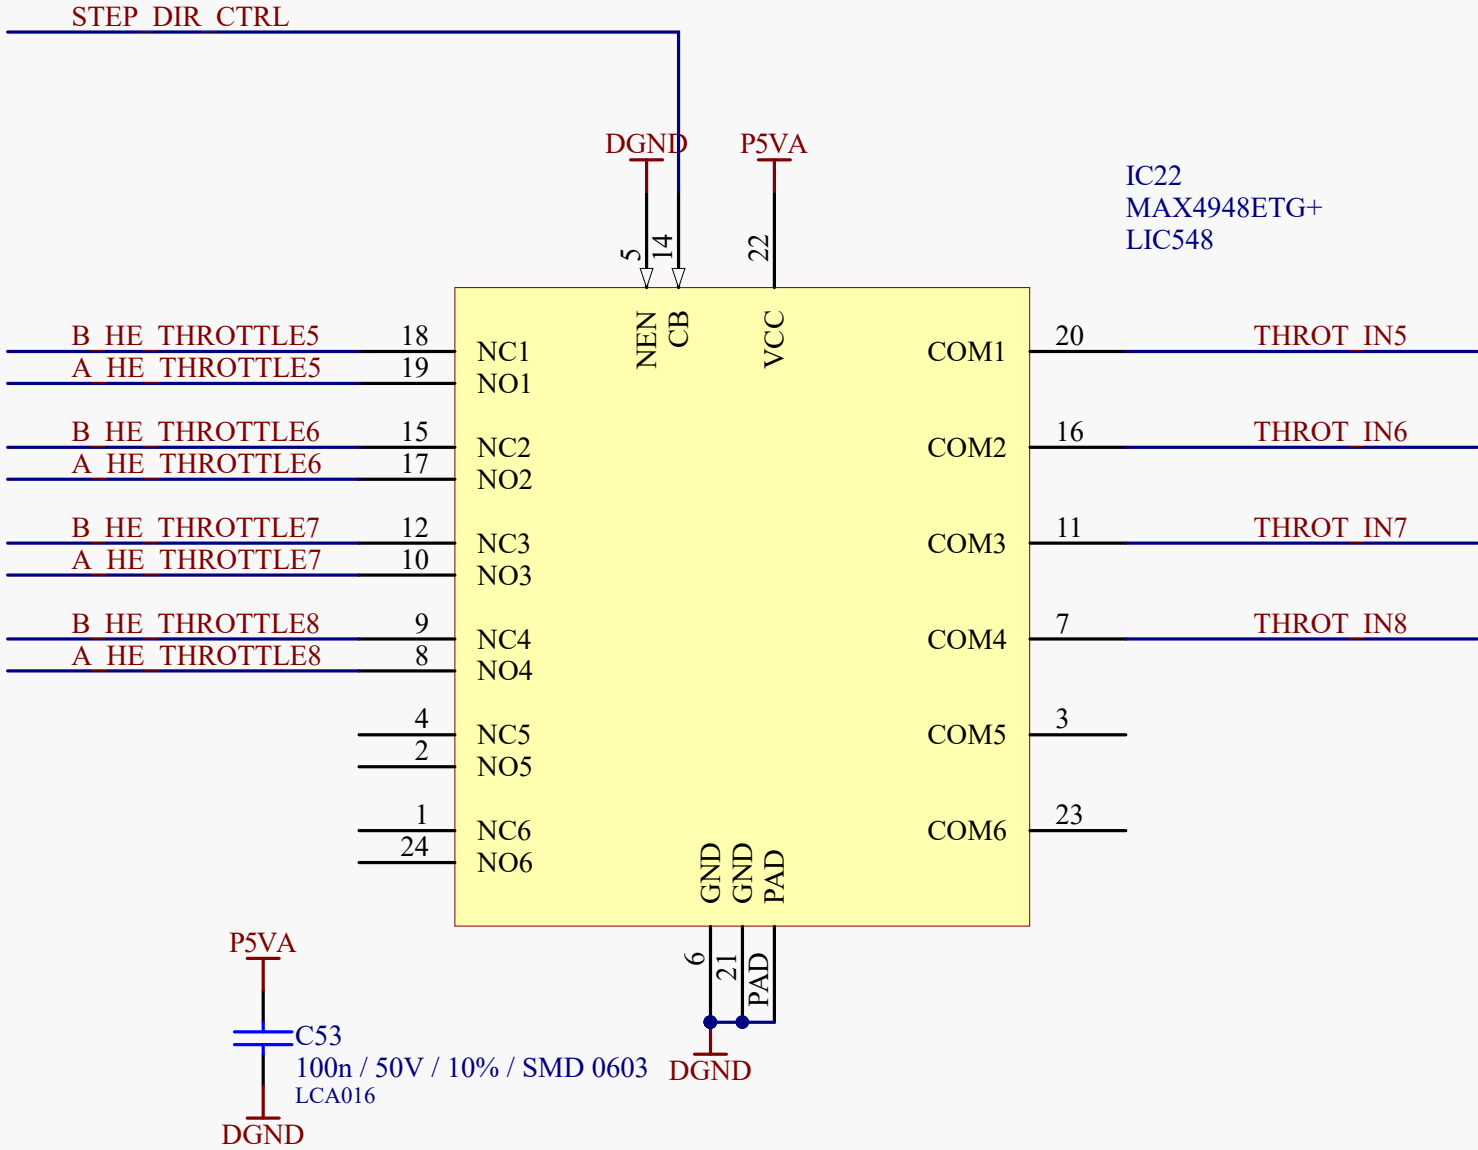 STEP_DIR_CTRL
DGND
P5VA
IC22
MAX4948ETG+
LIC548
5
14
22
NEN
CB
VCC
B_HE_THROTTLE5
18
NC1
COM1
20
THROT_IN5
A_HE_THROTTLE5
19
NO1
B_HE_THROTTLE6
15
NC2
COM2
16
THROT_IN6
A_HE_THROTTLE6
17
NO2
B_HE_THROTTLE7
12
NC3
COM3
11
THROT_IN7
A_HE_THROTTLE7
10
NO3
B_HE_THROTTLE8
9
NC4
COM4
7
THROT_IN8
A_HE_THROTTLE8
8
NO4
4
NC5
COM5
3
2
NO5
1
NC6
COM6
23
24
NO6
GND
GND
PAD
6
21
PAD
DGND
P5VA
C53
100n / 50V / 10% / SMD 0603
LCA016
DGND